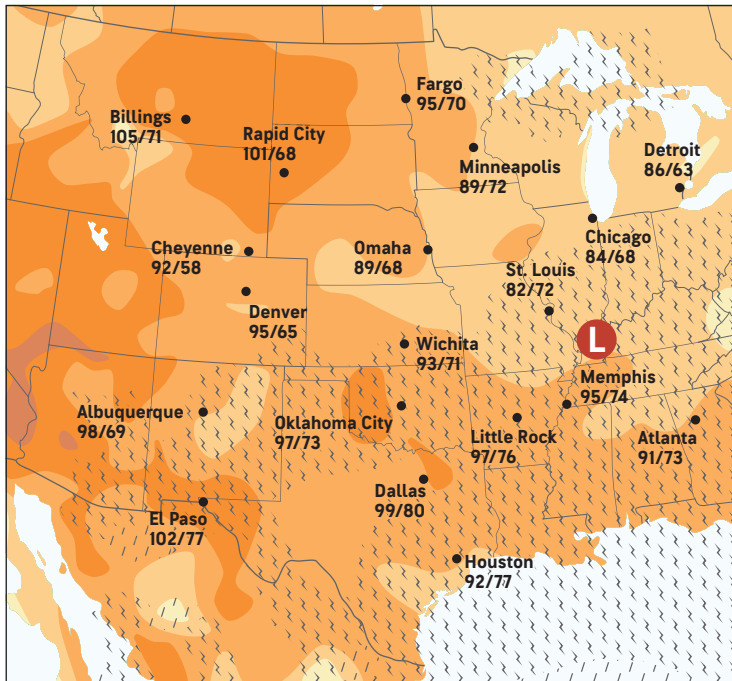 Fargo
95/70
Billings
105/71
Rapid City
101/68
Detroit
86/63
Minneapolis
89/72
Chicago
84/68
Cheyenne
92/58
Omaha
89/68
St. Louis
82/72
Denver
95/65
L
Wichita
93/71
Memphis
95/74
Albuquerque
98/69
Oklahoma City
97/73
Little Rock
97/76
Atlanta
91/73
Dallas
99/80
El Paso
102/77
Houston
92/77